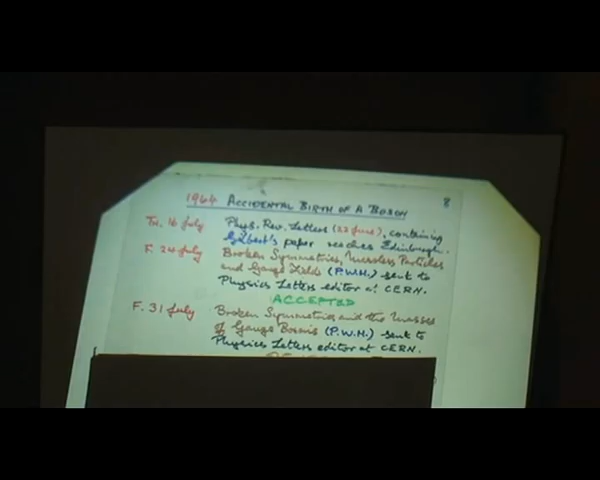 1964 ACCIDENTAL BIRTH OF A BOSON 8
Th. 16 July Phys. Rev. Letters (22 June), containing
Gilbert's paper reaches Edinburgh.
F. 24 July Broken Symmetries, Massless Particles
and Gauge Fields (P.W.H.) sent to
Physics Letters editor at CERN.
ACCEPTED
F. 31 July Broken Symmetries and the Masses
of Gauge Bosons (P.W.H.) sent to
Physics Letters editor at CERN.